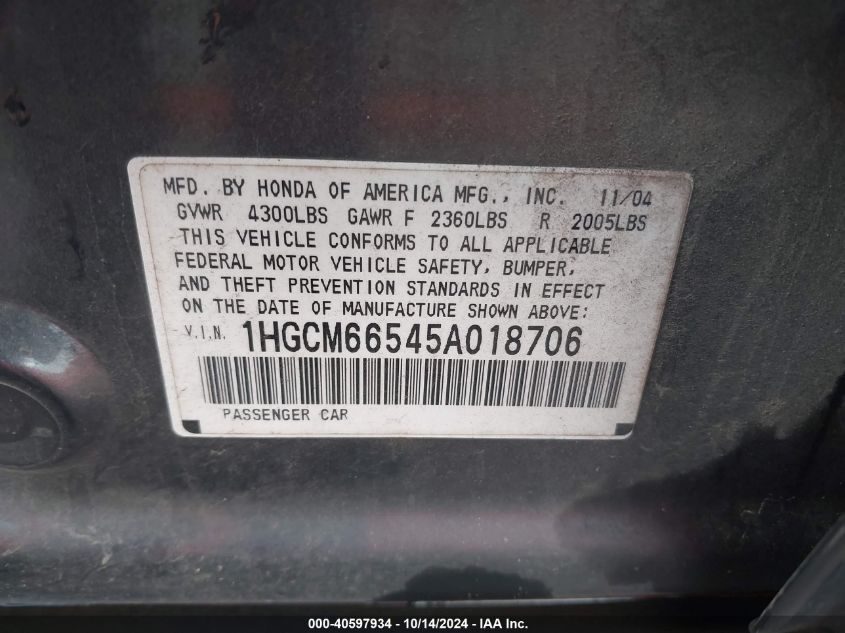 MFD. BY HONDA OF AMERICA MFG., INC. 11/04
GVWR 4300LBS GAWR F 2360LBS R 2005LBS
THIS VEHICLE CONFORMS TO ALL APPLICABLE
FEDERAL MOTOR VEHICLE SAFETY, BUMPER,
AND THEFT PREVENTION STANDARDS IN EFFECT
ON THE DATE OF MANUFACTURE SHOWN ABOVE:
V.I.N. 1HGCM66545A018706
PASSENGER CAR
000-40597934 - 10/14/2024 - IAA Inc.